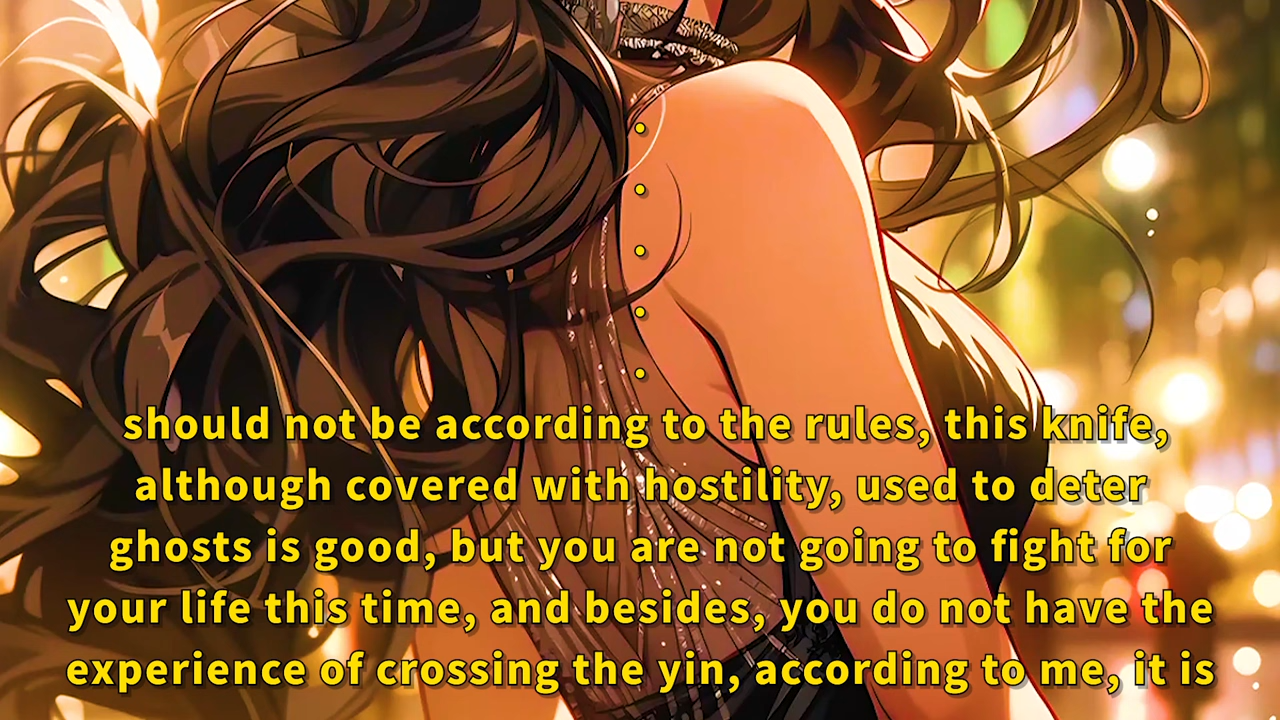 .
.
.
.
.
should not be according to the rules, this knife,
although covered with hostility, used to deter
ghosts is good, but you are not going to fight for
your life this time, and besides, you do not have the
experience of crossing the yin, according to me, it is